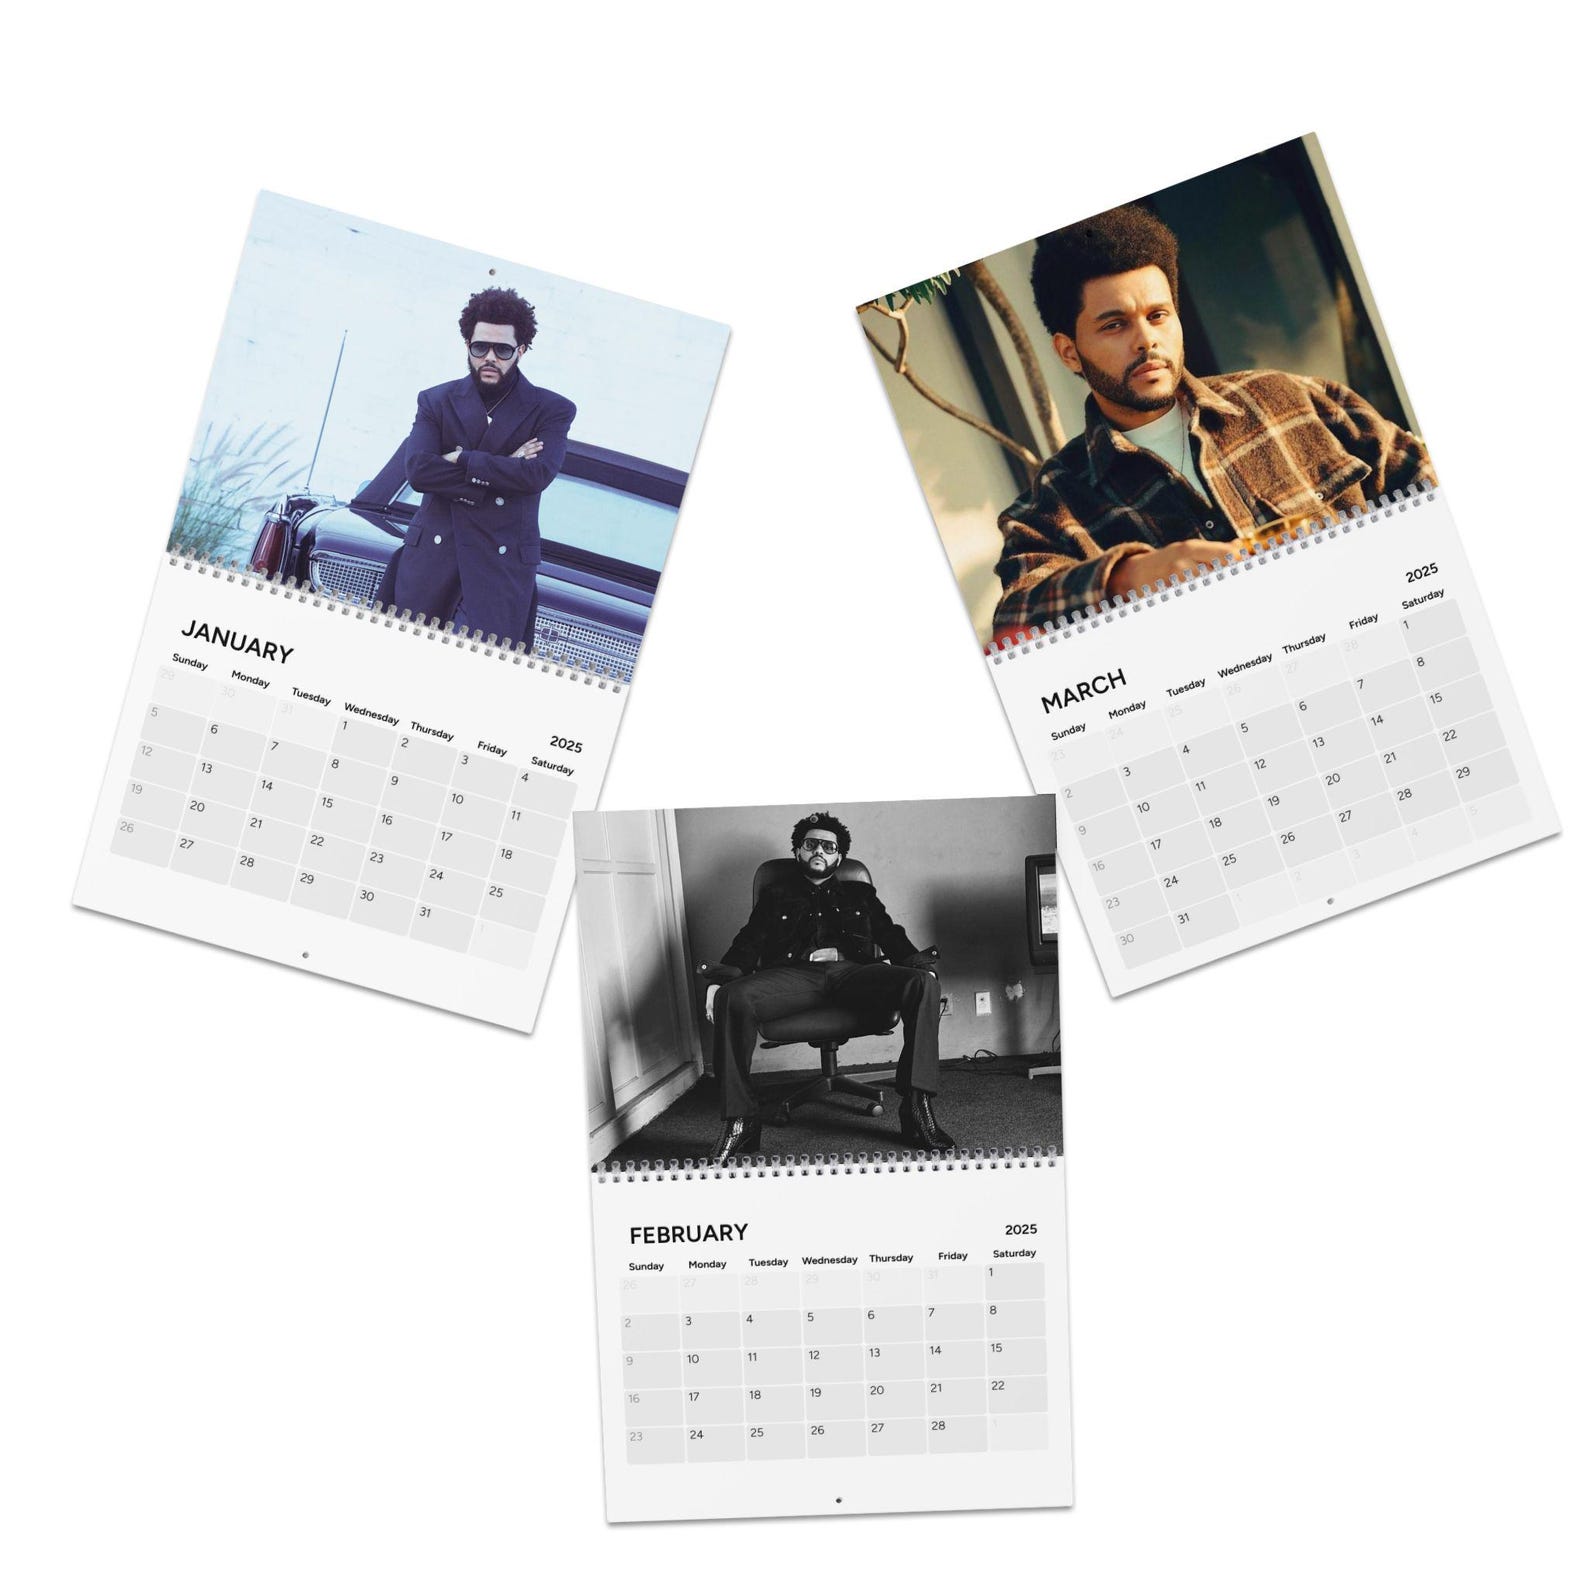 JANUARY
2025
Sunday Monday Tuesday Wednesday Thursday Friday Saturday
29 30 31 1 2 3 4
5 6 7 8 9 10 11
12 13 14 15 16 17 18
19 20 21 22 23 24 25
26 27 28 29 30 31 1
MARCH
2025
Sunday Monday Tuesday Wednesday Thursday Friday Saturday
23 24 25 26 27 28 1
2 3 4 5 6 7 8
9 10 11 12 13 14 15
16 17 18 19 20 21 22
23 24 25 26 27 28 29
30 31 1 2 3 4 5
FEBRUARY
2025
Sunday Monday Tuesday Wednesday Thursday Friday Saturday
26 27 28 29 30 31 1
2 3 4 5 6 7 8
9 10 11 12 13 14 15
16 17 18 19 20 21 22
23 24 25 26 27 28 1